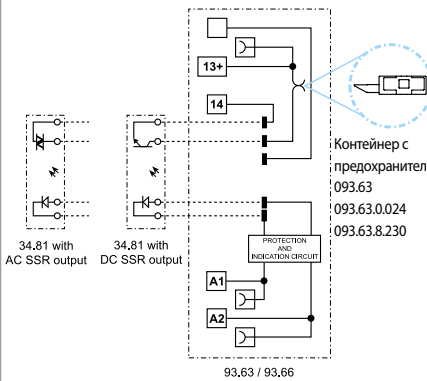 13+
14
Контейнер с
предохранител
093.63
093.63.0.024
093.63.8.230
34.81 with
AC SSR output
34.81 with
DC SSR output
PROTECTION
AND
INDICATION CIRCUIT
A1
A2
93.63 / 93.66